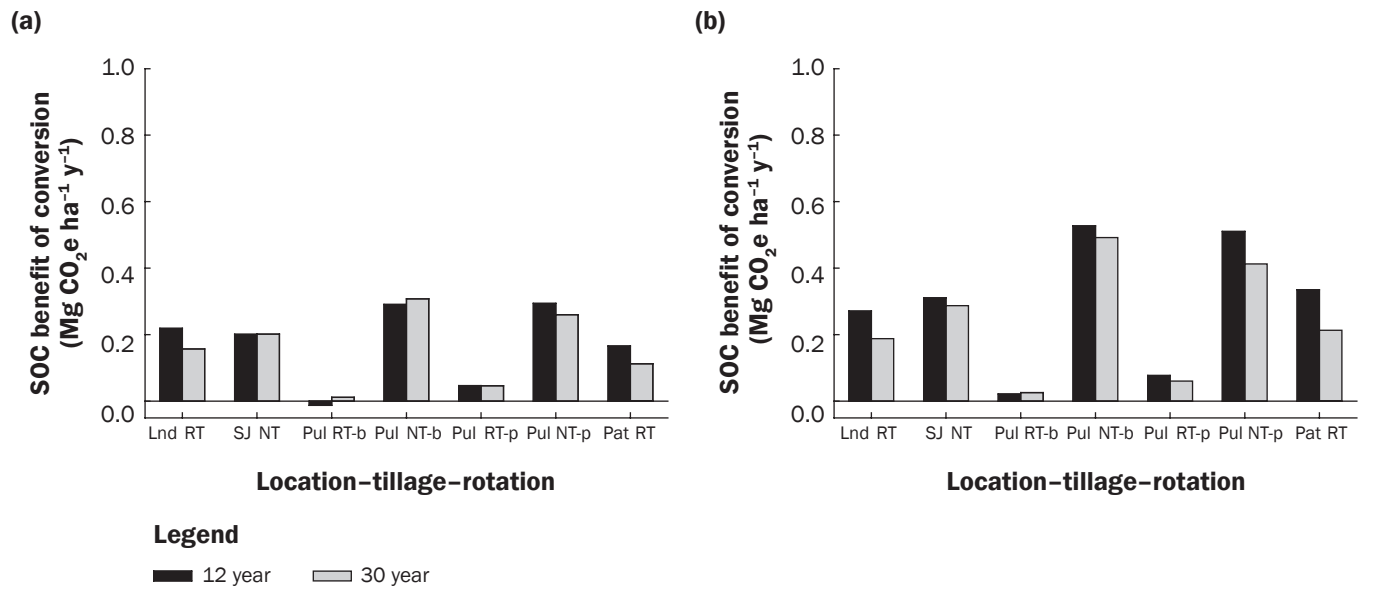 (a)
SOC benefit of conversion
(Mg CO₂e ha⁻¹ y⁻¹)
1.0
0.8
0.6
0.4
0.2
0.0
Lnd RT SJ NT Pul RT-b Pul NT-b Pul RT-p Pul NT-p Pat RT
Location–tillage–rotation
(b)
SOC benefit of conversion
(Mg CO₂e ha⁻¹ y⁻¹)
1.0
0.8
0.6
0.4
0.2
0.0
Lnd RT SJ NT Pul RT-b Pul NT-b Pul RT-p Pul NT-p Pat RT
Location–tillage–rotation
Legend
12 year 30 year